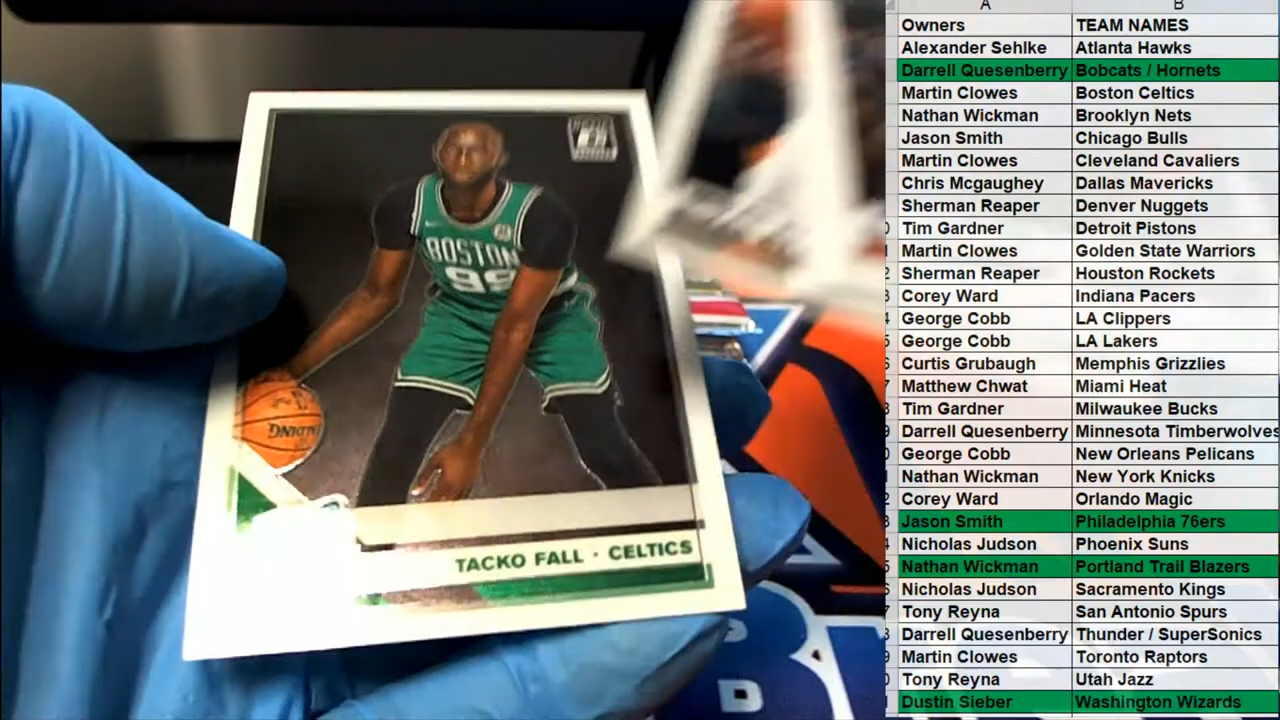 BOSTON
99
TACKO FALL · CELTICS
A B
Owners TEAM NAMES
Alexander Sehlke Atlanta Hawks
Darrell Quesenberry Bobcats / Hornets
Martin Clowes Boston Celtics
Nathan Wickman Brooklyn Nets
Jason Smith Chicago Bulls
Martin Clowes Cleveland Cavaliers
Chris Mcgaughey Dallas Mavericks
Sherman Reaper Denver Nuggets
Tim Gardner Detroit Pistons
Martin Clowes Golden State Warriors
Sherman Reaper Houston Rockets
Corey Ward Indiana Pacers
George Cobb LA Clippers
George Cobb LA Lakers
Curtis Grubaugh Memphis Grizzlies
Matthew Chwat Miami Heat
Tim Gardner Milwaukee Bucks
Darrell Quesenberry Minnesota Timberwolves
George Cobb New Orleans Pelicans
Nathan Wickman New York Knicks
Corey Ward Orlando Magic
Jason Smith Philadelphia 76ers
Nicholas Judson Phoenix Suns
Nathan Wickman Portland Trail Blazers
Nicholas Judson Sacramento Kings
Tony Reyna San Antonio Spurs
Darrell Quesenberry Thunder / SuperSonics
Martin Clowes Toronto Raptors
Tony Reyna Utah Jazz
Dustin Sieber Washington Wizards